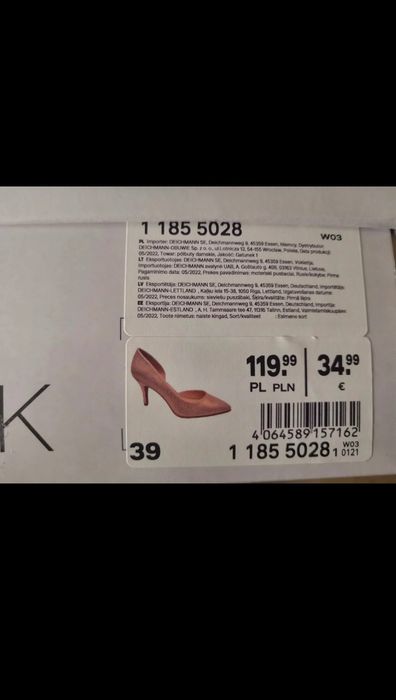 1 185 5028
W03
PL Importer: DEICHMANN SE, Deichmannweg 9, 45359 Essen, Niemcy, Dystrybutor:
DEICHMANN-OBUWIE Sp. z o. o., ul.Lotnicza 12, 54-155 Wrocław, Polska, Data produkcji:
05/2022, Towar: półbuty damskie, Jakość: Gatunek 1
LT Eksportuotojas: DEICHMANN SE, Deichmannweg 9, 45359 Essen, Vokietija,
Importuotojas: DEICHMANN avalynė UAB, A. Goštauto g. 40B, 03163 Vilnius, Lietuva,
Pagaminimo data: 05/2022, Prekės pavadinimas: moteriski pusbačiai, Rusis/kokybė: Pirma
rusis
LV Eksportētājs: DEICHMANN SE, Deichmannweg 9, 45359 Essen, Deutschland, Importētājs:
DEICHMANN-LETTLAND , Kaļķu iela 15-38, 1050 Riga, Lettland, Izgatavošanas datums:
05/2022, Preces nosaukums: sieviešu puszābaki, Šķira/kvalitāte: Pirmā šķira
EE Eksportija: DEICHMANN SE, Deichmannweg 9, 45359 Essen, Deutschland, Importija:
DEICHMANN-ESTLAND , A. H. Tammsaare tee 47, 11316 Tallinn, Estland, Valmistamiskuupäev:
05/2022, Toote nimetus: naiste kingad, Sort/kvaliteet : Esimene sort
K
119.99
PL PLN
34.99
€
4064589157162
39
1 185 5028 1
W03
0121